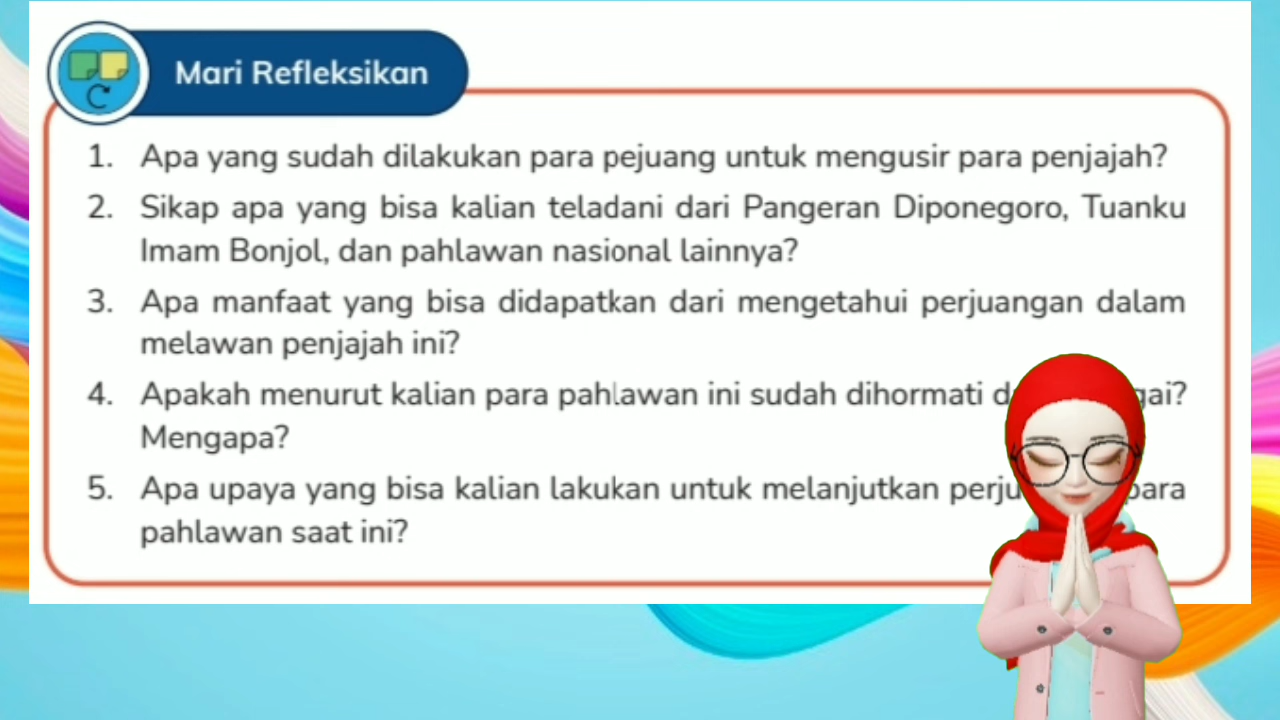 Mari Refleksikan
1. Apa yang sudah dilakukan para pejuang untuk mengusir para penjajah?
2. Sikap apa yang bisa kalian teladani dari Pangeran Diponegoro, Tuanku
Imam Bonjol, dan pahlawan nasional lainnya?
3. Apa manfaat yang bisa didapatkan dari mengetahui perjuangan dalam
melawan penjajah ini?
4. Apakah menurut kalian para pahlawan ini sudah dihormati
Mengapa?
5. Apa upaya yang bisa kalian lakukan untuk melanjutkan para
pahlawan saat ini?